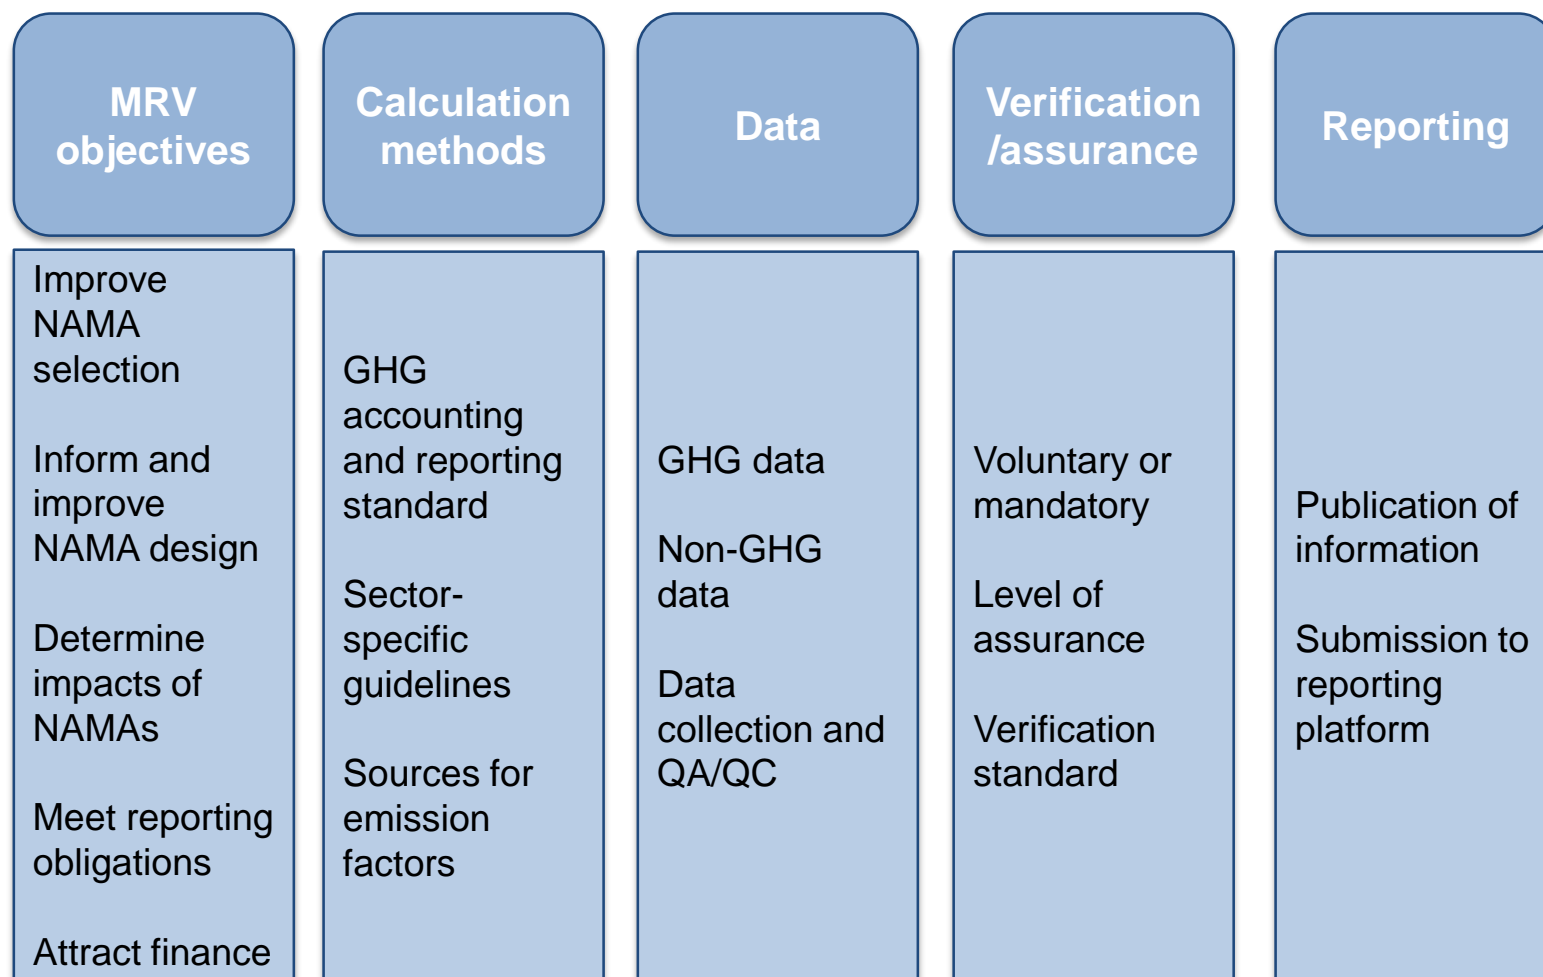 MRV
objectives
Calculation
methods
Data
Verification
/assurance
Reporting
Improve
NAMA
selection
Inform and
improve
NAMA design
Determine
impacts of
NAMAs
Meet reporting
obligations
Attract finance
GHG
accounting
and reporting
standard
Sector-
specific
guidelines
Sources for
emission
factors
GHG data
Non-GHG
data
Data
collection and
QA/QC
Voluntary or
mandatory
Level of
assurance
Verification
standard
Publication of
information
Submission to
reporting
platform